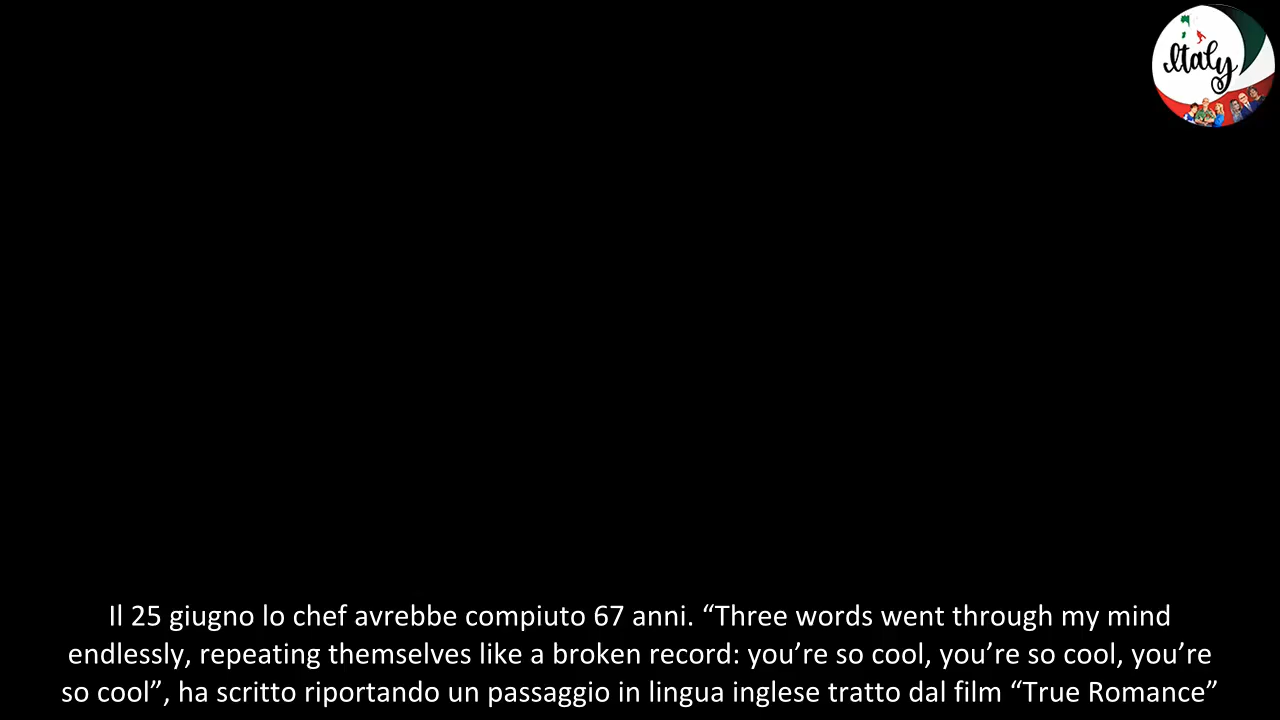 Italy
Il 25 giugno lo chef avrebbe compiuto 67 anni. “Three words went through my mind
endlessly, repeating themselves like a broken record: you’re so cool, you’re so cool, you’re
so cool”, ha scritto riportando un passaggio in lingua inglese tratto dal film “True Romance”